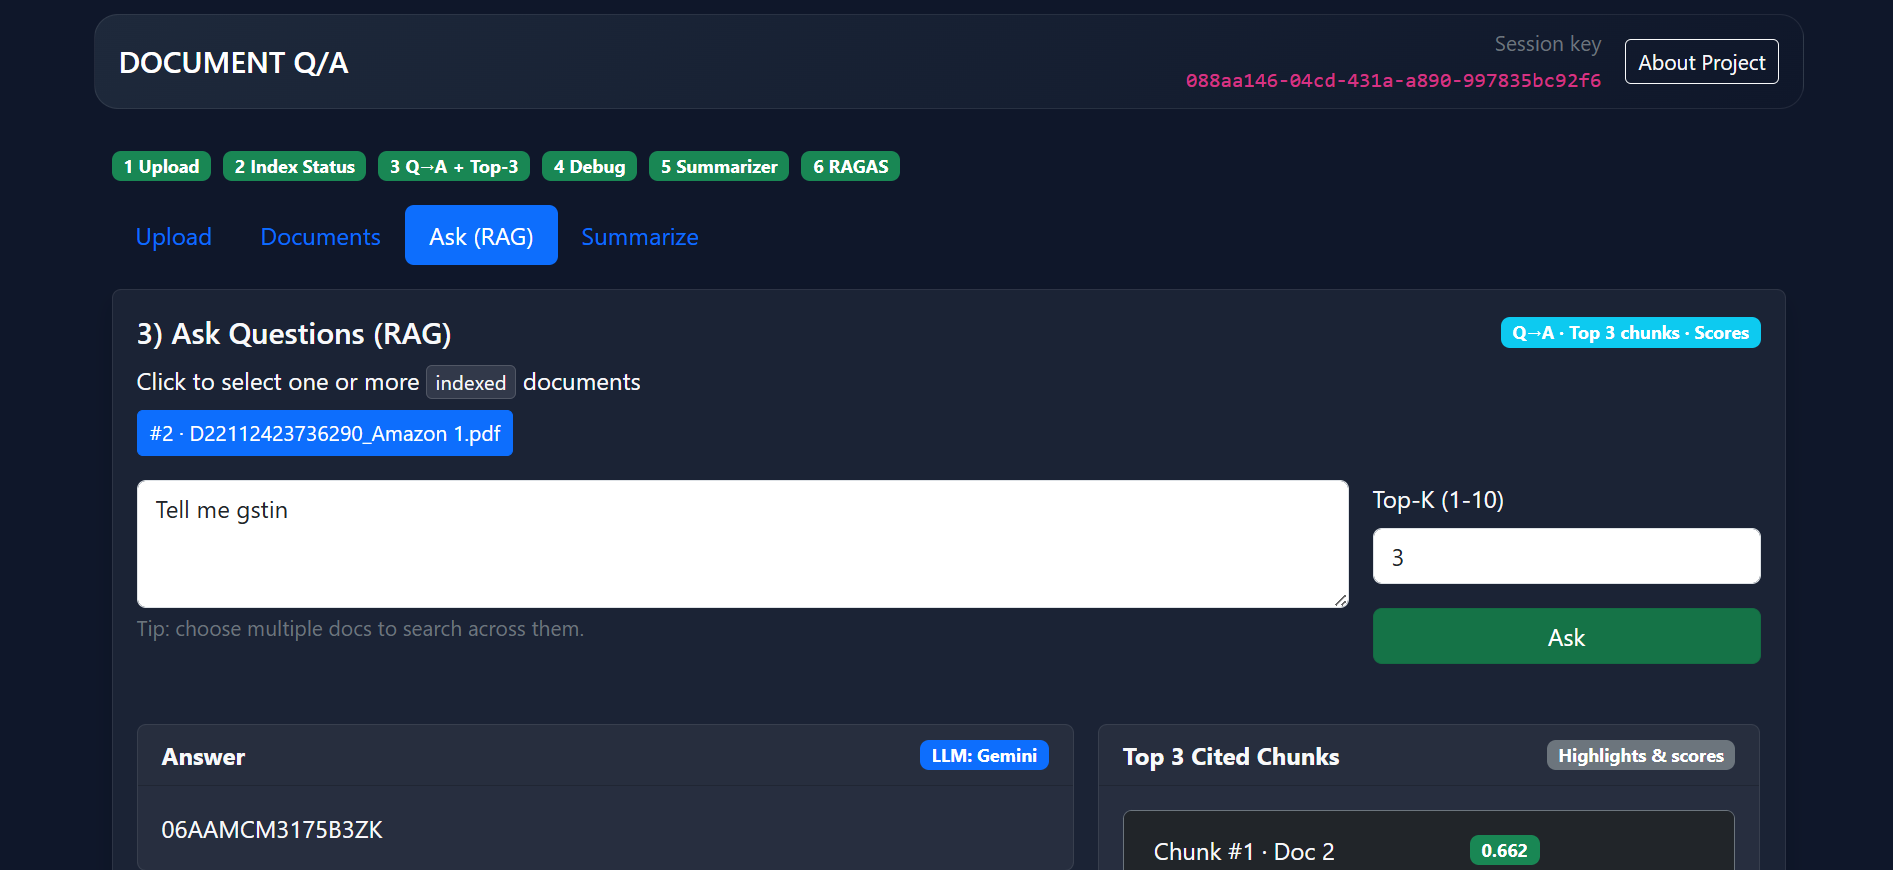 DOCUMENT Q/A
Session key
088aa146-04cd-431a-a890-997835bc92f6
About Project
1 Upload 2 Index Status 3 Q→A + Top-3 4 Debug 5 Summarizer 6 RAGAS
Upload Documents Ask (RAG) Summarize
3) Ask Questions (RAG)
Q→A · Top 3 chunks · Scores
Click to select one or more indexed documents
#2 · D22112423736290_Amazon 1.pdf
Tell me gstin
Top-K (1-10)
3
Tip: choose multiple docs to search across them.
Ask
Answer
LLM: Gemini
06AAMCM3175B3ZK
Top 3 Cited Chunks
Highlights & scores
Chunk #1 · Doc 2
0.662